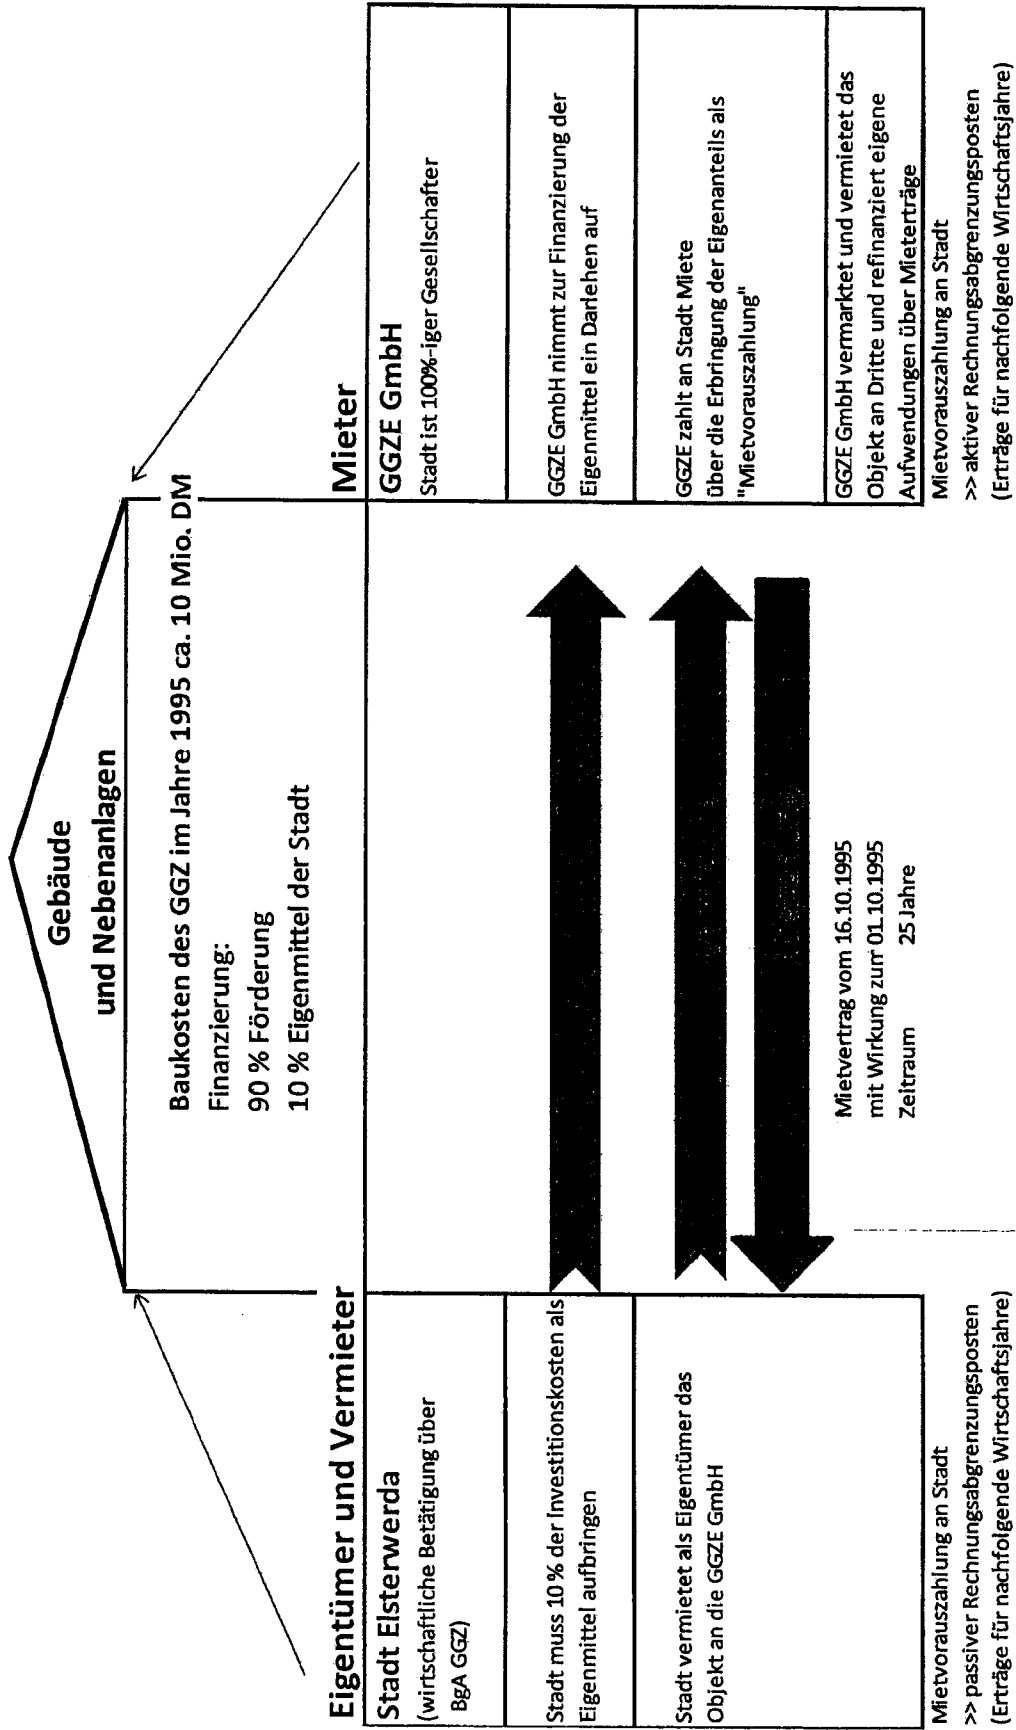 Gebäude
und Nebenanlagen
Baukosten des GGZ im Jahre 1995 ca. 10 Mio. DM
Finanzierung:
90 % Förderung
10 % Eigenmittel der Stadt
Eigentümer und Vermieter
Stadt Elsterwerda
(wirtschaftliche Betätigung über
BgA GGZ)
Stadt muss 10 % der Investitionskosten als
Eigenmittel aufbringen
Stadt vermietet als Eigentümer das
Objekt an die GGZE GmbH
Mietvorauszahlung an Stadt
>> passiver Rechnungsabgrenzungsposten
(Erträge für nachfolgende Wirtschaftsjahre)
Mietvertrag vom 16.10.1995
mit Wirkung zum 01.10.1995
Zeitraum 25 Jahre
Mieter
GGZE GmbH
Stadt ist 100%-iger Gesellschafter
GGZE GmbH nimmt zur Finanzierung der
Eigenmittel ein Darlehen auf
GGZE zahlt an Stadt Miete
über die Erbringung der Eigenanteils als
"Mietvorauszahlung"
GGZE GmbH vermarktet und vermietet das
Objekt an Dritte und refinanziert eigene
Aufwendungen über Mieterträge
Mietvorauszahlung an Stadt
>> aktiver Rechnungsabgrenzungsposten
(Erträge für nachfolgende Wirtschaftsjahre)